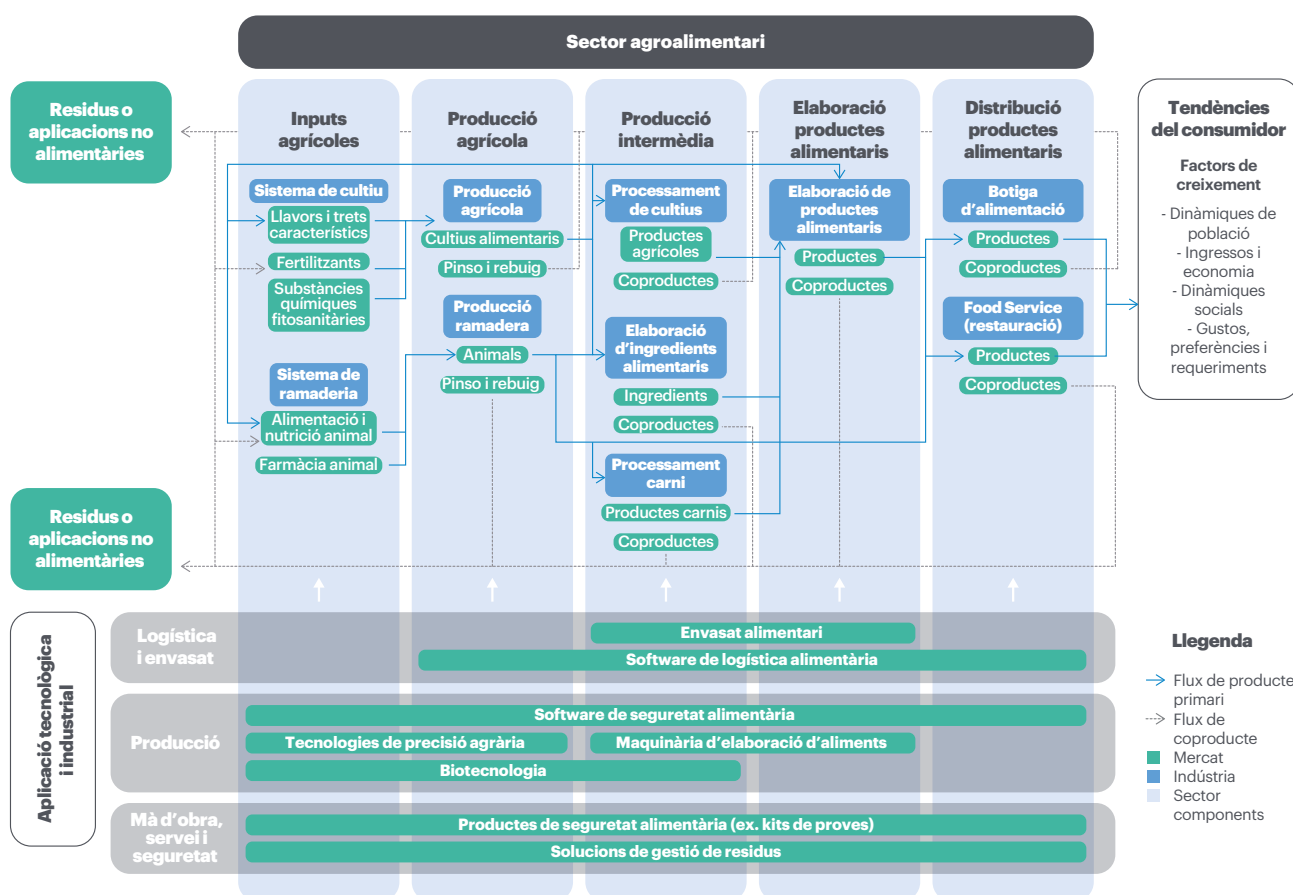 Sector agroalimentari
Residus o
aplicacions no
alimentàries
Inputs
agrícoles
Producció
agrícola
Producció
intermèdia
Elaboració
productes
alimentaris
Distribució
productes
alimentaris
Tendències
del consumidor
Factors de
creixement
- Dinàmiques de
població
- Ingressos i
economia
- Dinàmiques
socials
- Gustos,
preferències i
requeriments
Sistema de cultiu
Llavors i trets
característics
Fertilitzants
Substàncies
químiques
fitosanitàries
Sistema de
ramaderia
Alimentació i
nutrició animal
Farmàcia animal
Producció
agrícola
Cultius alimentaris
Pinso i rebuig
Producció
ramadera
Animals
Pinso i rebuig
Processament
de cultius
Productes
agrícoles
Coproductes
Elaboració
d'ingredients
alimentaris
Ingredients
Coproductes
Processament
carni
Productes carnis
Coproductes
Elaboració de
productes
alimentaris
Productes
Coproductes
Botiga
d'alimentació
Productes
Coproductes
Food Service
(restauració)
Productes
Coproductes
Residus o
aplicacions no
alimentàries
Aplicació tecnològica
i industrial
Logística
i envasat
Envasat alimentari
Software de logística alimentària
Producció
Software de seguretat alimentària
Tecnologies de precisió agrària
Maquinària d'elaboració d'aliments
Biotecnologia
Mà d'obra,
servei i
seguretat
Productes de seguretat alimentària (ex. kits de proves)
Solucions de gestió de residus
Llegenda
Flux de producte
primari
Flux de
coproducte
Mercat
Indústria
Sector
components